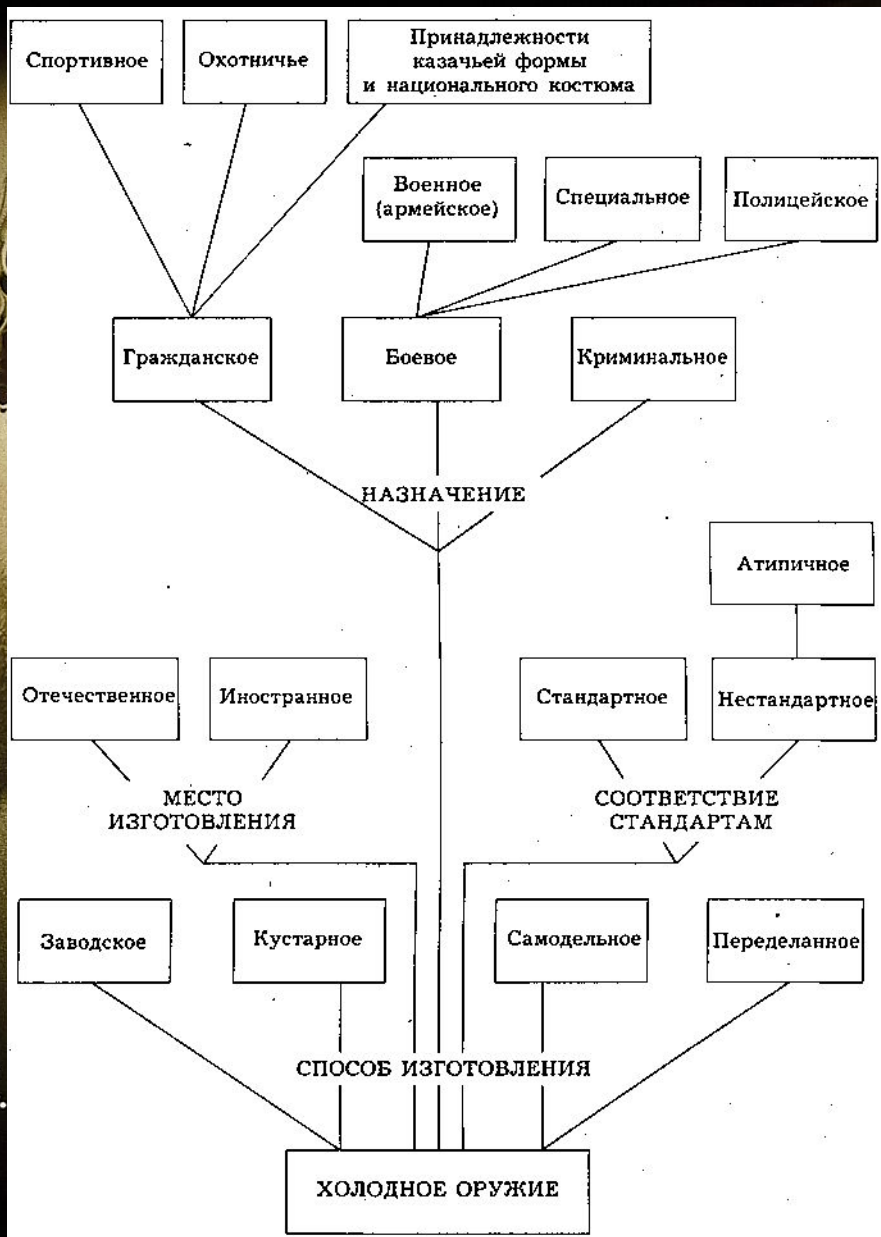 Спортивное
Охотничье
Принадлежности
казачьей формы
и национального костюма
Военное
(армейское)
Специальное
Полицейское
Гражданское
Боевое
Криминальное
НАЗНАЧЕНИЕ
Атипичное
Отечественное
Иностранное
Стандартное
Нестандартное
МЕСТО
ИЗГОТОВЛЕНИЯ
СООТВЕТСТВИЕ
СТАНДАРТАМ
Заводское
Кустарное
Самодельное
Переделанное
СПОСОБ ИЗГОТОВЛЕНИЯ
ХОЛОДНОЕ ОРУЖИЕ